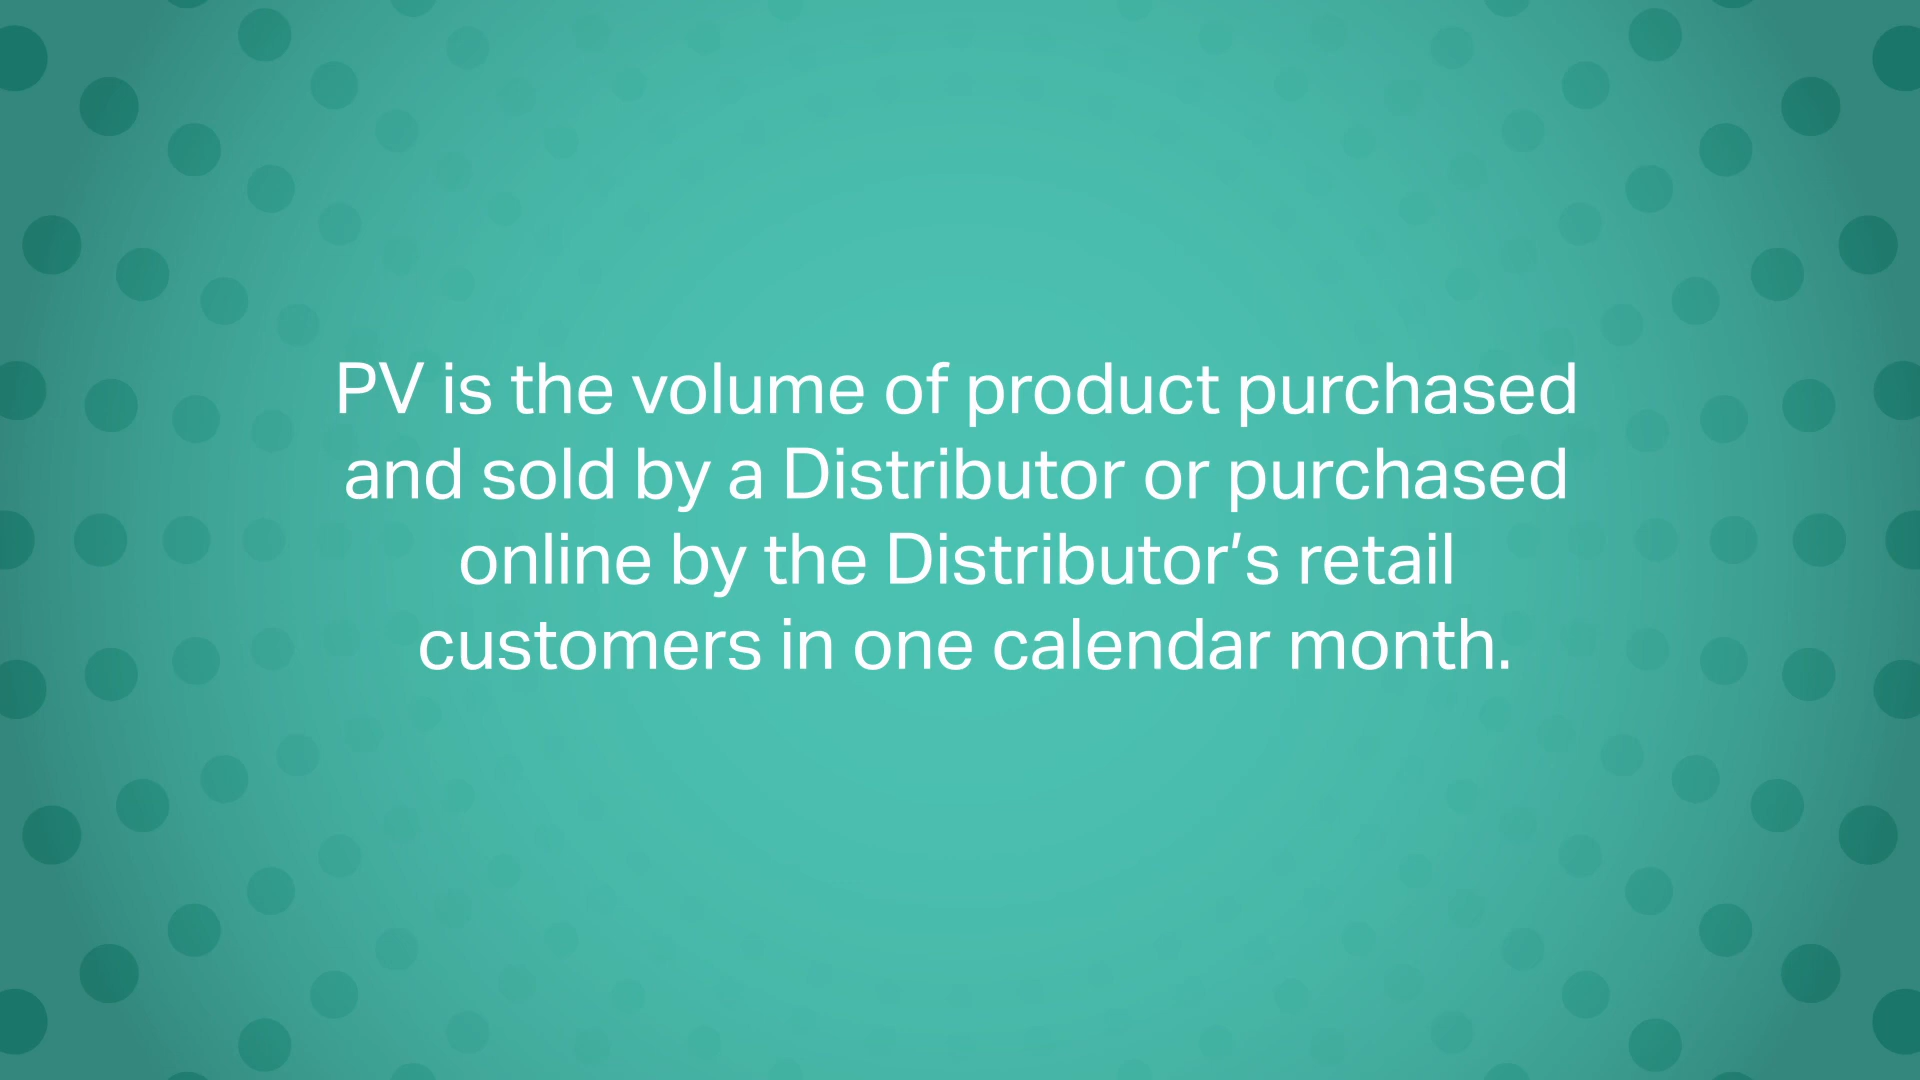 PV is the volume of product purchased
and sold by a Distributor or purchased
online by the Distributor’s retail
customers in one calendar month.